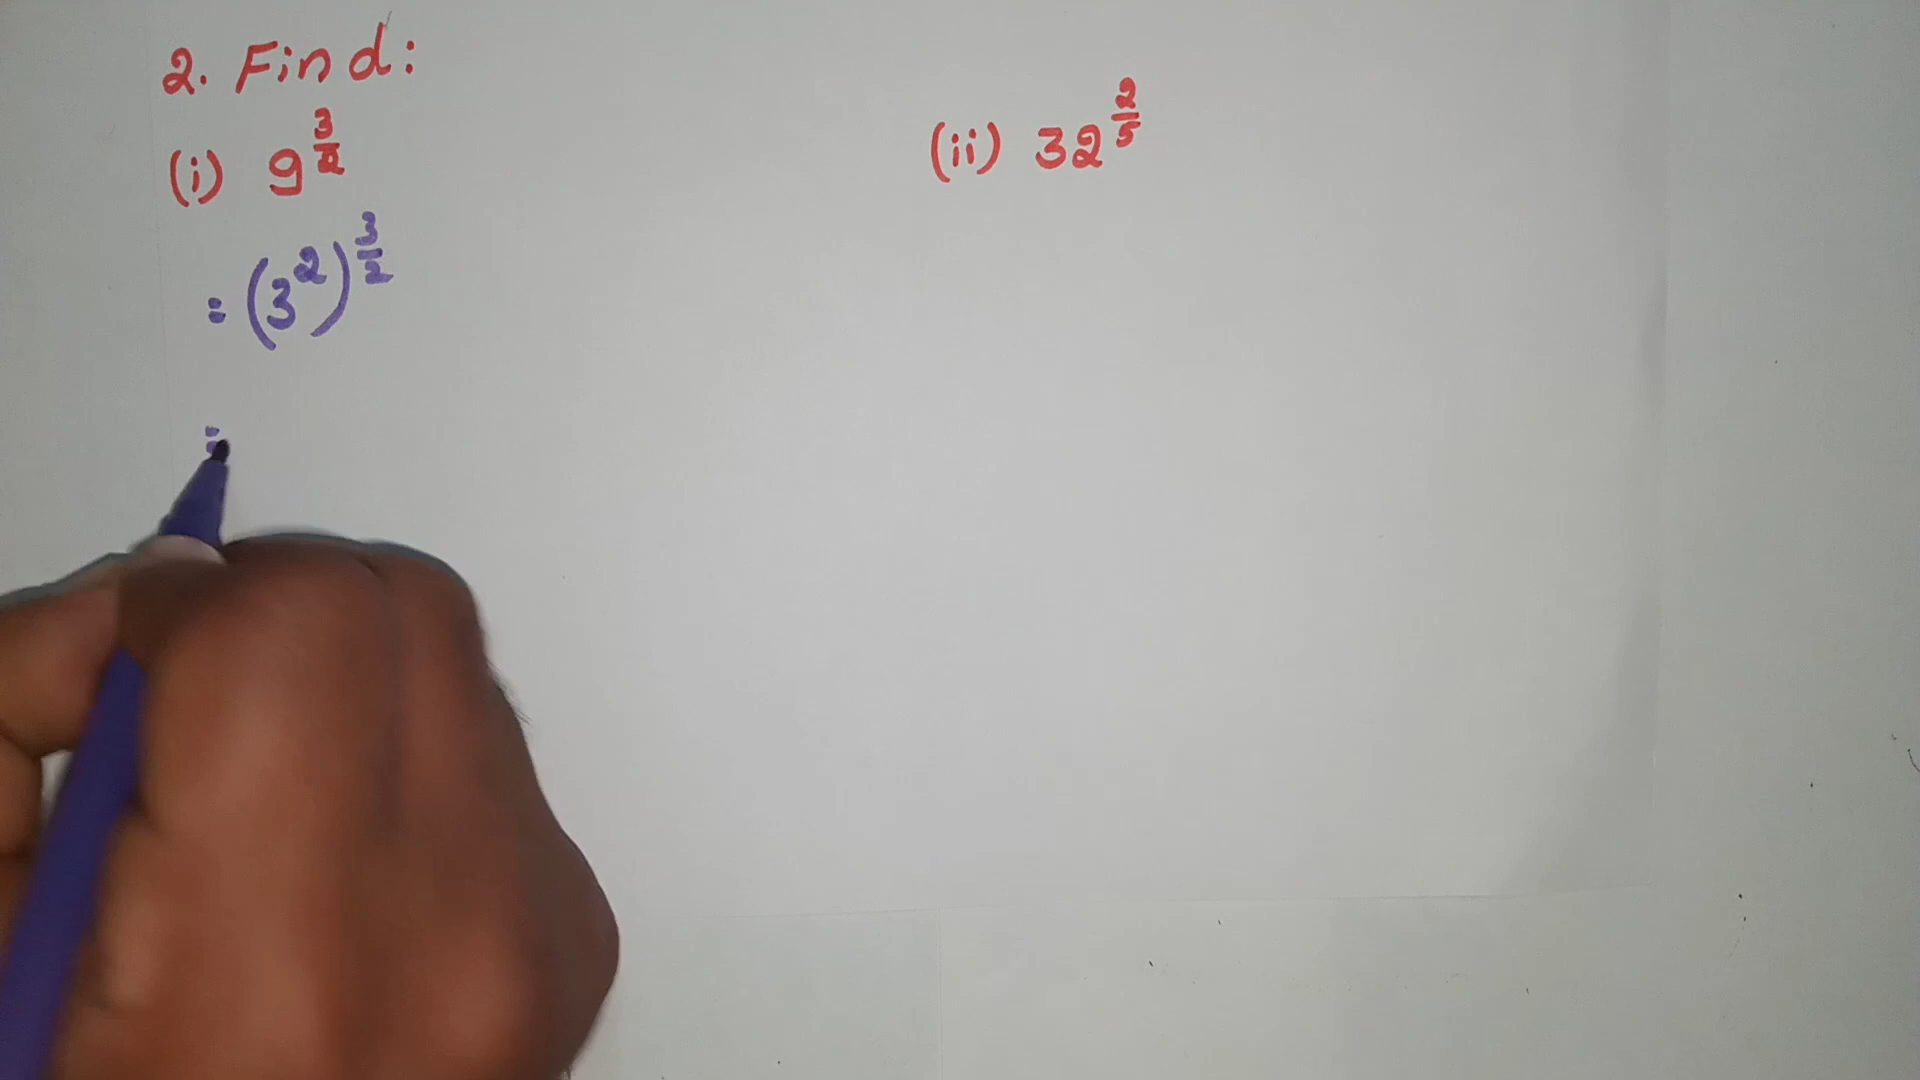 2. Find:
(i) 9^{3/2}
= (3^2)^{3/2}
=
(ii) 32^{2/5}